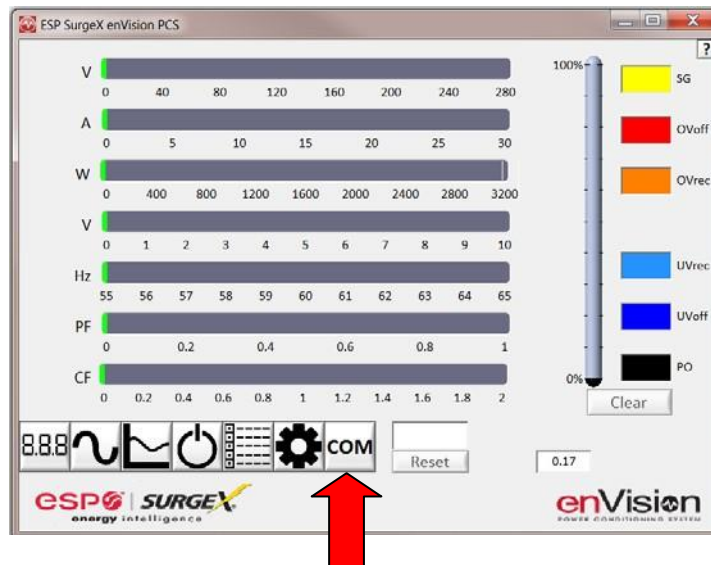 ESP SurgeX enVision PCS
?
V
0 40 80 120 160 200 240 280
A
0 5 10 15 20 25 30
W
0 400 800 1200 1600 2000 2400 2800 3200
V
0 1 2 3 4 5 6 7 8 9 10
Hz
55 56 57 58 59 60 61 62 63 64 65
PF
0 0.2 0.4 0.6 0.8 1
CF
0 0.2 0.4 0.6 0.8 1 1.2 1.4 1.6 1.8 2
100%
0%
SG
OVoff
OVrec
UVrec
UVoff
PO
Clear
8.8.8
COM
Reset
0.17
ESP SURGEX
energy intelligence
enVision
POWER CONDITIONING SYSTEM